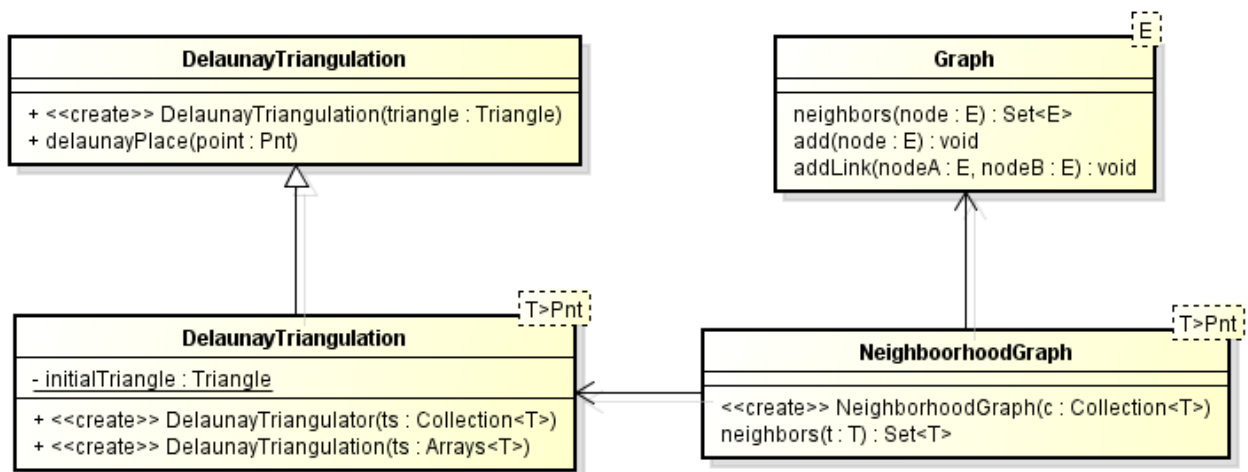 DelaunayTriangulation
+ <<create>> DelaunayTriangulation(triangle : Triangle)
+ delaunayPlace(point : Pnt)
E
Graph
neighbors(node : E) : Set<E>
add(node : E) : void
addLink(nodeA : E, nodeB : E) : void
T>Pnt
DelaunayTriangulation
- initialTriangle : Triangle
+ <<create>> DelaunayTriangulator(ts : Collection<T>)
+ <<create>> DelaunayTriangulation(ts : Arrays<T>)
T>Pnt
NeighboorhoodGraph
<<create>> NeighborhoodGraph(c : Collection<T>)
neighbors(t : T) : Set<T>